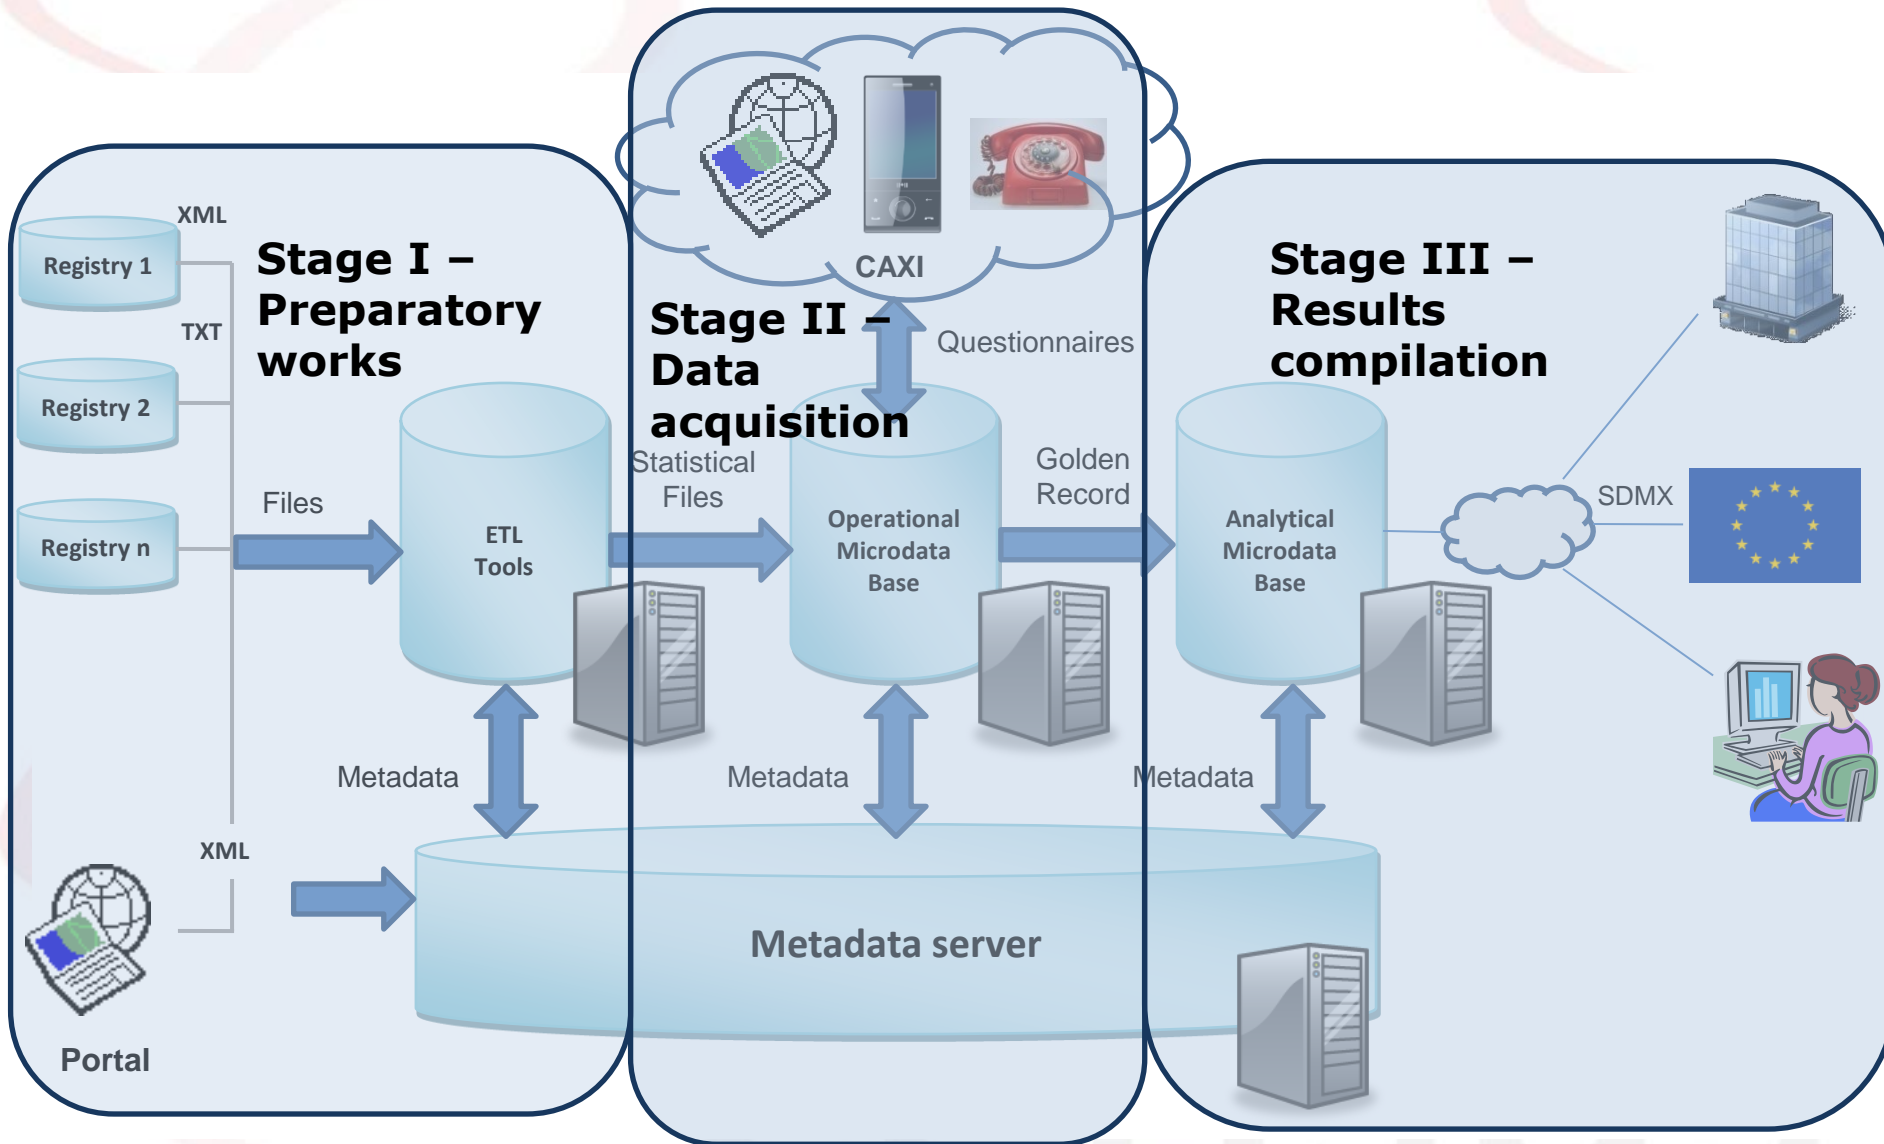 XML
Registry 1
TXT
Registry 2
Registry n
Stage I –
Preparatory
works
Files
ETL
Tools
Metadata
XML
Portal
CAXI
Stage II –
Data
acquisition
Questionnaires
Statistical
Files
Operational
Microdata
Base
Golden
Record
Metadata
Metadata server
Stage III –
Results
compilation
Analytical
Microdata
Base
SDMX
Metadata